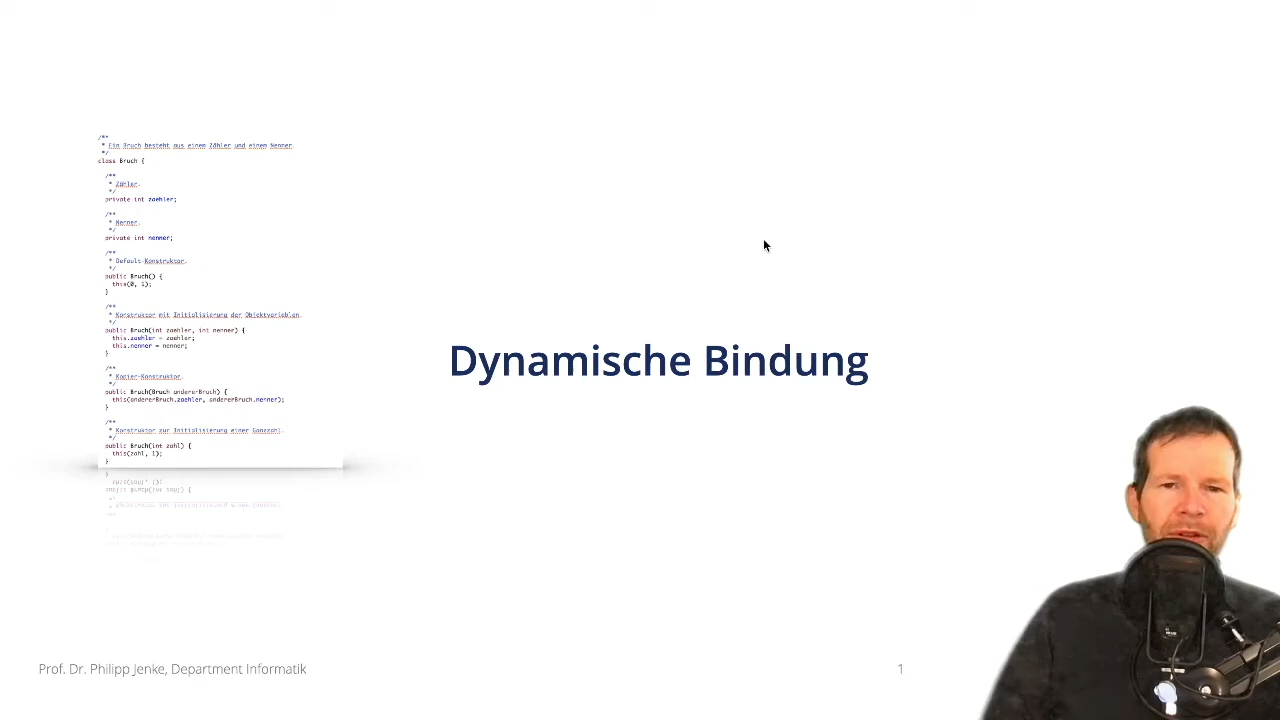 /**
* Ein Bruch besteht aus einem Zähler und einem Nenner.
*/
class Bruch {
/**
* Zähler.
*/
private int zaehler;
/**
* Nenner.
*/
private int nenner;
/**
* Default-Konstruktor.
*/
public Bruch() {
this(0, 1);
}
/**
* Konstruktor mit Initialisierung der Objektvariablen.
*/
public Bruch(int zaehler, int nenner) {
this.zaehler = zaehler;
this.nenner = nenner;
}
/**
* Kopier-Konstruktor.
*/
public Bruch(Bruch andererBruch) {
this(andererBruch.zaehler, andererBruch.nenner);
}
/**
* Konstruktor zur Initialisierung einer Ganzzahl.
*/
public Bruch(int zahl) {
this(zahl, 1);
}
Dynamische Bindung
Prof. Dr. Philipp Jenke, Department Informatik
1